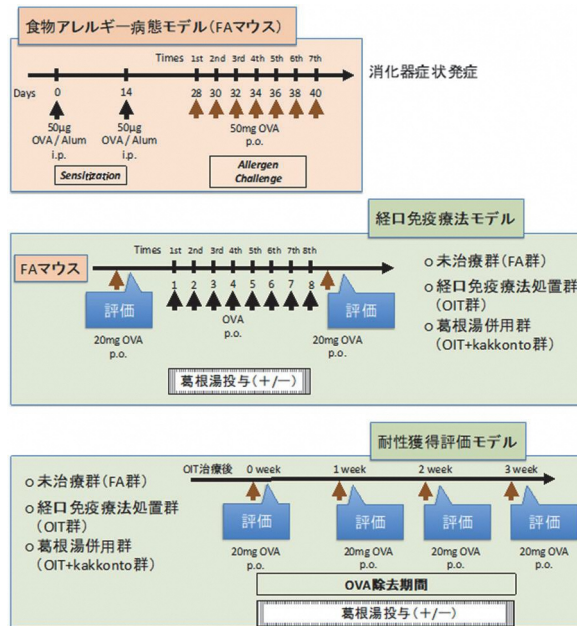 食物アレルギー病態モデル(FAマウス)
Times 1st 2nd 3rd 4th 5th 6th 7th
消化器症状発症
Days 0 14 28 30 32 34 36 38 40
50μg OVA / Alum i.p.
50μg OVA / Alum i.p.
50mg OVA p.o.
Sensitization
Allergen Challenge
経口免疫療法モデル
FAマウス
Times 1st 2nd 3rd 4th 5th 6th 7th 8th
1 2 3 4 5 6 7 8
評価
OVA p.o.
評価
20mg OVA p.o.
20mg OVA p.o.
葛根湯投与(+/—)
○ 未治療群(FA群)
○ 経口免疫療法処置群
(OIT群)
○ 葛根湯併用群
(OIT+kakkonto群)
耐性獲得評価モデル
○ 未治療群(FA群)
○ 経口免疫療法処置群
(OIT群)
○ 葛根湯併用群
(OIT+kakkonto群)
OIT治療後 0 week 1 week 2 week 3 week
評価 評価 評価 評価
20mg OVA p.o. 20mg OVA p.o. 20mg OVA p.o. 20mg OVA p.o.
OVA除去期間
葛根湯投与(+/—)